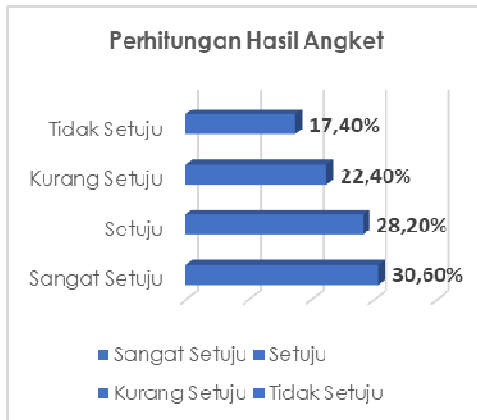 Perhitungan Hasil Angket
Tidak Setuju 17,40%
Kurang Setuju 22,40%
Setuju 28,20%
Sangat Setuju 30,60%
Sangat Setuju Setuju
Kurang Setuju Tidak Setuju